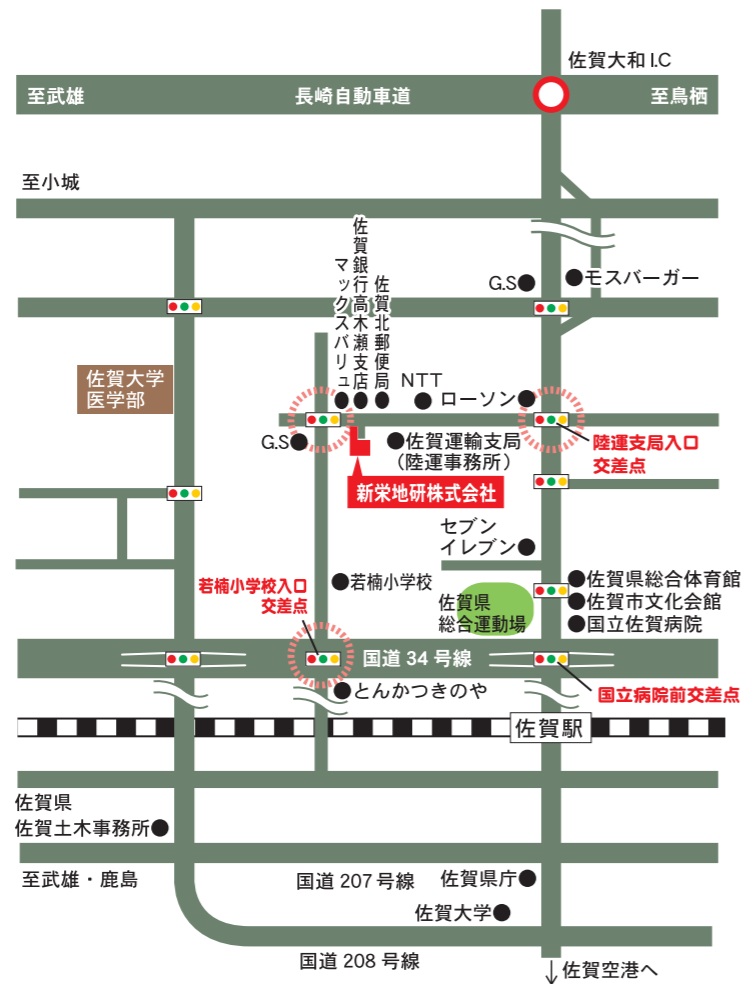 佐賀大和 I.C
至武雄
長崎自動車道
至鳥栖
至小城
佐賀銀行高木瀬支店
マックスバリュ
佐賀北郵便局
G.S
モスバーガー
佐賀大学
医学部
NTT
ローソン
G.S
佐賀運輸支局
（陸運事務所）
陸運支局入口
交差点
新栄地研株式会社
セブン
イレブン
若楠小学校入口
交差点
若楠小学校
佐賀県
総合運動場
佐賀県総合体育館
佐賀市文化会館
国立佐賀病院
国道 34 号線
とんかつきのや
国立病院前交差点
佐賀駅
佐賀県
佐賀土木事務所
至武雄・鹿島
国道 207 号線
佐賀県庁
佐賀大学
国道 208 号線
↓佐賀空港へ